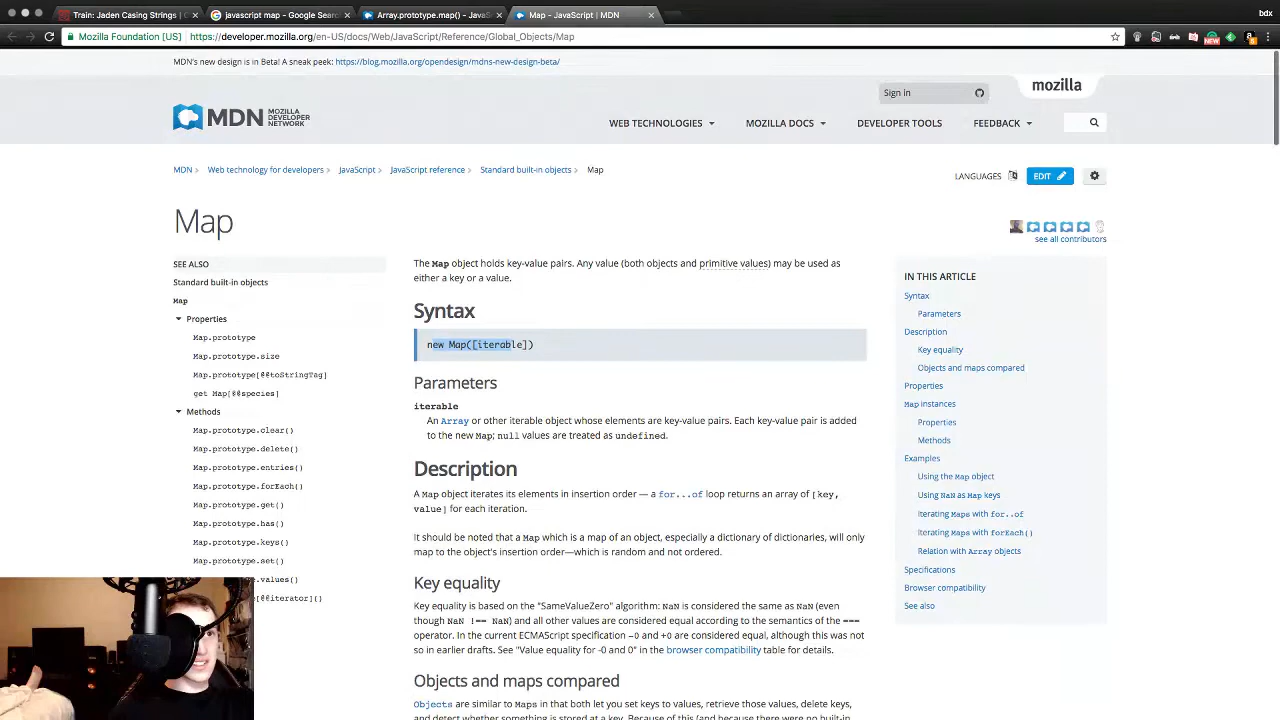 Train: Jaden Casing Strings | C
javascript map - Google Sear
Array.prototype.map() - JavaS
Map - JavaScript | MDN
bdx
Mozilla Foundation [US]
https://developer.mozilla.org/en-US/docs/Web/JavaScript/Reference/Global_Objects/Map
MDN's new design is in Beta! A sneak peek: https://blog.mozilla.org/opendesign/mdns-new-design-beta/
mozilla
Sign in
MDN MOZILLA DEVELOPER NETWORK
WEB TECHNOLOGIES
MOZILLA DOCS
DEVELOPER TOOLS
FEEDBACK
MDN
Web technology for developers
JavaScript
JavaScript reference
Standard built-in objects
Map
LANGUAGES
EDIT
Map
see all contributors
SEE ALSO
Standard built-in objects
Map
Properties
Map.prototype
Map.prototype.size
Map.prototype[@@toStringTag]
get Map[@@species]
Methods
Map.prototype.clear()
Map.prototype.delete()
Map.prototype.entries()
Map.prototype.forEach()
Map.prototype.get()
Map.prototype.has()
Map.prototype.keys()
Map.prototype.set()
.values()
[@@iterator]()
The Map object holds key-value pairs. Any value (both objects and primitive values) may be used as
either a key or a value.
Syntax
new Map([iterable])
Parameters
iterable
An Array or other iterable object whose elements are key-value pairs. Each key-value pair is added
to the new Map; null values are treated as undefined.
Description
A Map object iterates its elements in insertion order — a for...of loop returns an array of [key,
value] for each iteration.
It should be noted that a Map which is a map of an object, especially a dictionary of dictionaries, will only
map to the object's insertion order—which is random and not ordered.
Key equality
Key equality is based on the "SameValueZero" algorithm: NaN is considered the same as NaN (even
though NaN !== NaN) and all other values are considered equal according to the semantics of the ===
operator. In the current ECMAScript specification -0 and +0 are considered equal, although this was not
so in earlier drafts. See "Value equality for -0 and 0" in the browser compatibility table for details.
Objects and maps compared
Objects are similar to Maps in that both let you set keys to values, retrieve those values, delete keys,
and detect whether something is stored at a key. Because of this (and because there were no built-in
IN THIS ARTICLE
Syntax
Parameters
Description
Key equality
Objects and maps compared
Properties
Map instances
Properties
Methods
Examples
Using the Map object
Using NaN as Map keys
Iterating Maps with for..of
Iterating Maps with forEach()
Relation with Array objects
Specifications
Browser compatibility
See also